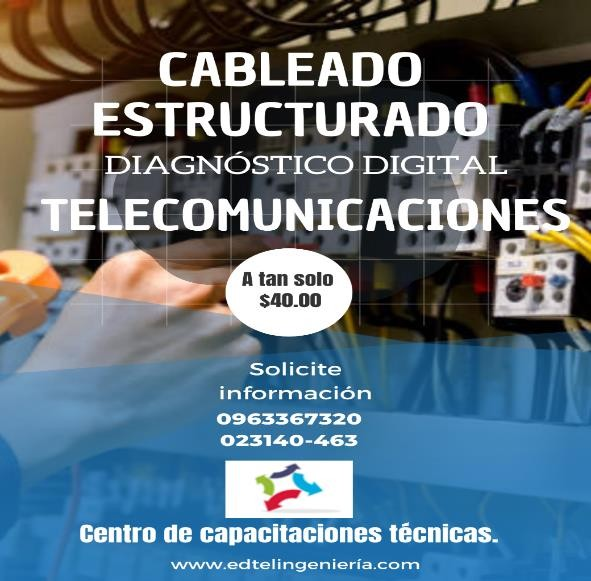 CABLEADO
ESTRUCTURADO
DIAGNÓSTICO DIGITAL
TELECOMUNICACIONES
A tan solo
$40.00
Solicite
información
0963367320
023140-463
Centro de capacitaciones técnicas.
www.edtelingeniería.com